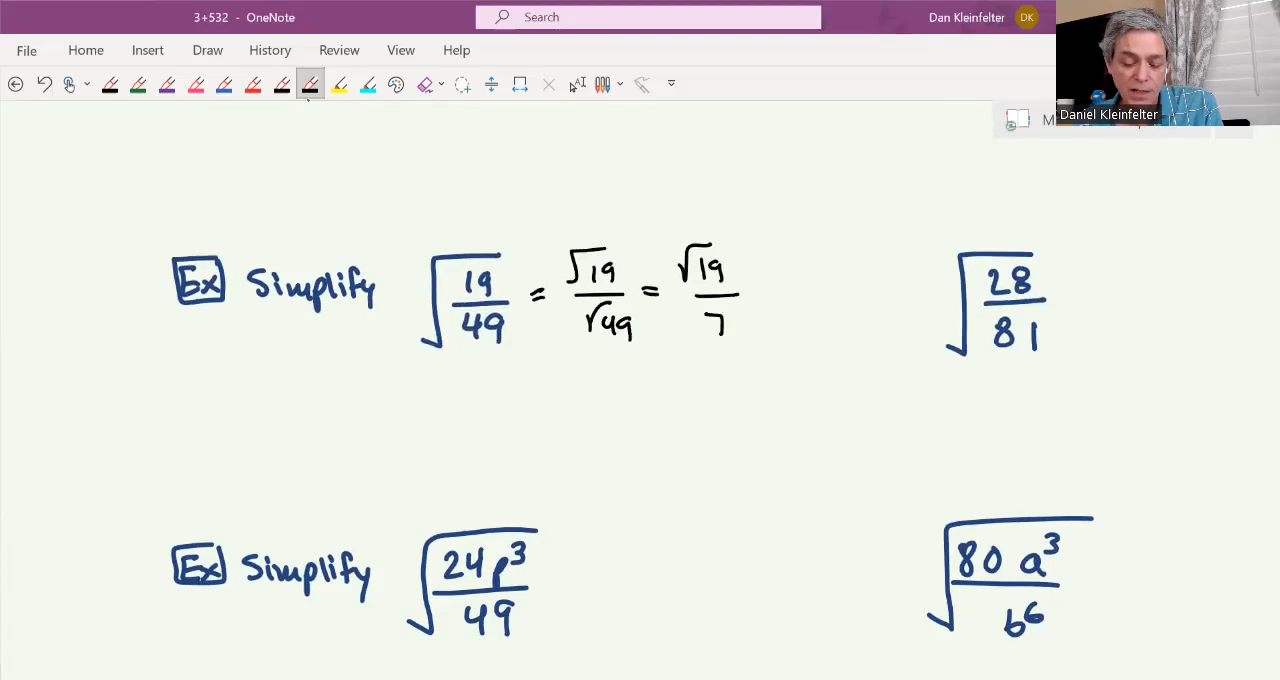 3+532 - OneNote
Search
Dan Kleinfelter DK
File Home Insert Draw History Review View Help
Daniel Kleinfelter
M
Ex Simplify √(19/49) = √19/√49 = √19/7 √(28/81)
Ex Simplify √(24p³/49) √(80a³/b⁶)